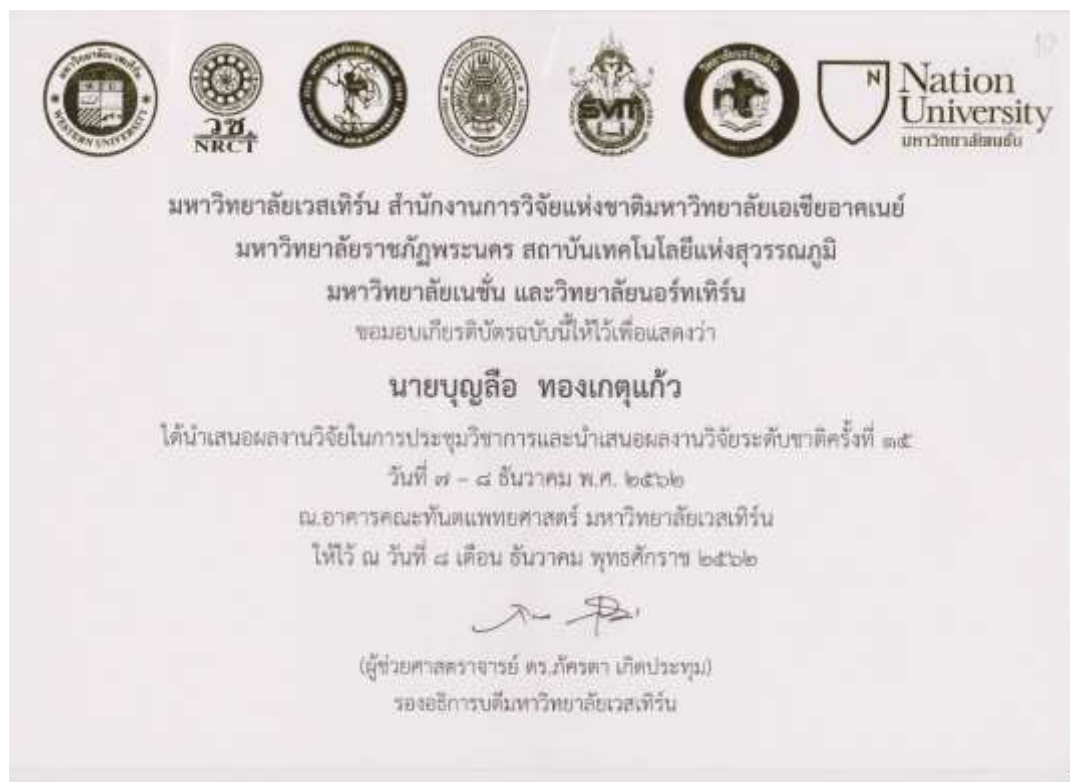 WESTERN UNIVERSITY
วช.
NRCT
SVIT
N
Nation
University
มหาวิทยาลัยเนชั่น
มหาวิทยาลัยเวสเทิร์น สำนักงานการวิจัยแห่งชาติมหาวิทยาลัยเอเชียอาคเนย์
มหาวิทยาลัยราชภัฏพระนคร สถาบันเทคโนโลยีแห่งสุวรรณภูมิ
มหาวิทยาลัยเนชั่น และวิทยาลัยนอร์ทเทิร์น
ขอมอบเกียรติบัตรฉบับนี้ให้ไว้เพื่อแสดงว่า
นายบุญลือ ทองเกตุแก้ว
ได้นำเสนอผลงานวิจัยในการประชุมวิชาการและนำเสนอผลงานวิจัยระดับชาติครั้งที่ ๑๕
วันที่ ๗ – ๘ ธันวาคม พ.ศ. ๒๕๖๒
ณ.อาคารคณะทันตแพทยศาสตร์ มหาวิทยาลัยเวสเทิร์น
ให้ไว้ ณ วันที่ ๘ เดือน ธันวาคม พุทธศักราช ๒๕๖๒
(ผู้ช่วยศาสตราจารย์ ดร.ภัครดา เกิดประทุม)
รองอธิการบดีมหาวิทยาลัยเวสเทิร์น